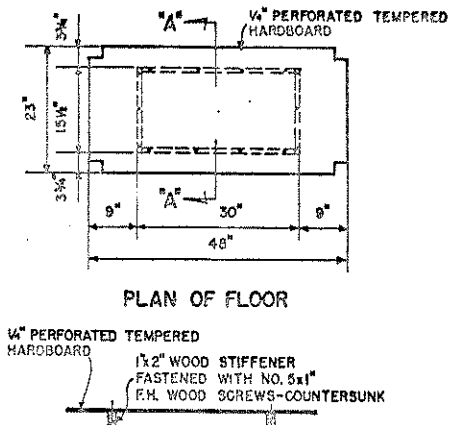 "A"
1/4" PERFORATED TEMPERED
HARDBOARD
3 3/4"
23"
15 1/2"
3 3/4"
"A"
9"
30"
9"
48"
PLAN OF FLOOR
1/4" PERFORATED TEMPERED
HARDBOARD
1"x2" WOOD STIFFENER
FASTENED WITH NO. 5x1"
F.H. WOOD SCREWS-COUNTERSUNK